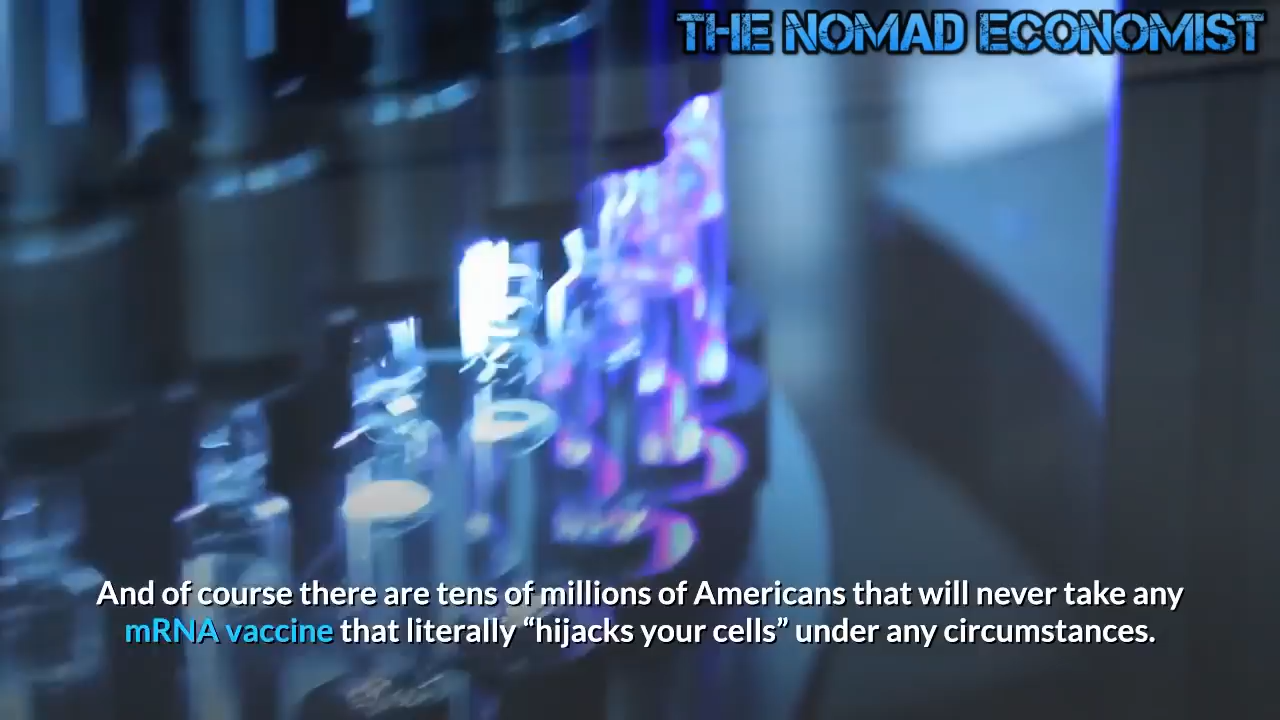 THE NOMAD ECONOMIST
And of course there are tens of millions of Americans that will never take any
mRNA vaccine that literally “hijacks your cells” under any circumstances.